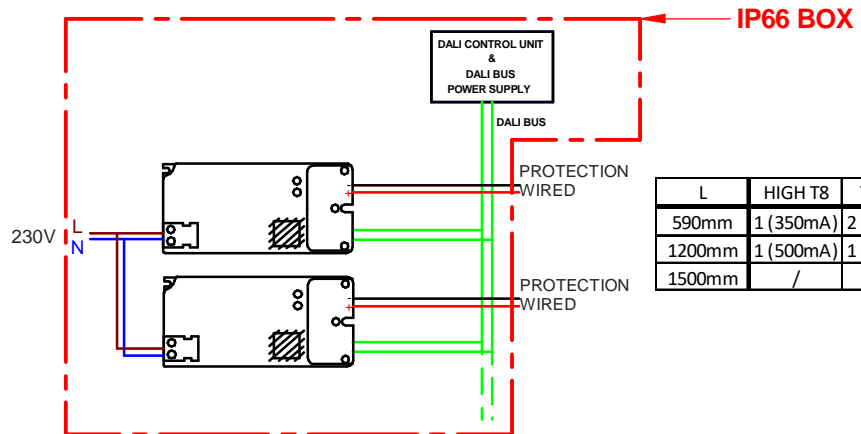 IP66 BOX
DALI CONTROL UNIT
&
DALI BUS
POWER SUPPLY
DALI BUS
PROTECTION
WIRED
-
+
230V
L
N
PROTECTION
WIRED
-
+
L HIGH T8
590mm 1 (350mA) 2
1200mm 1 (500mA) 1
1500mm /